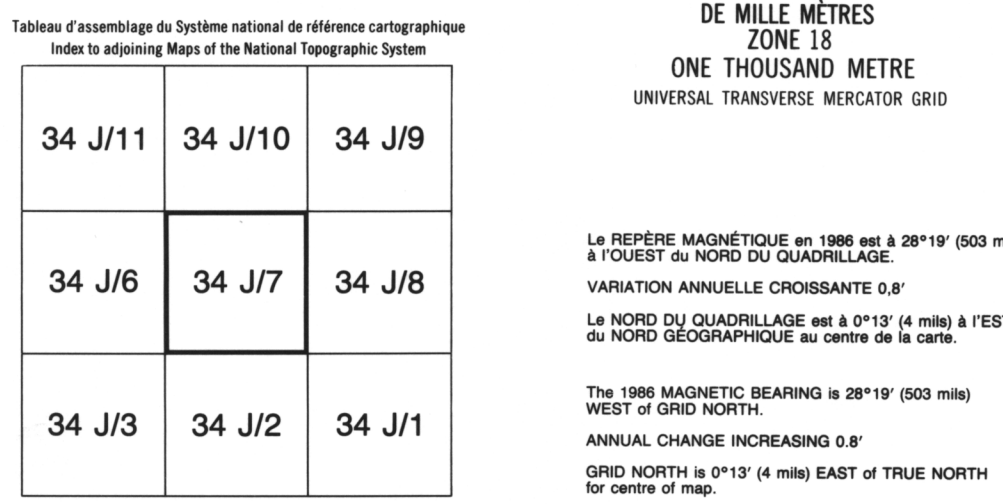 Tableau d'assemblage du Système national de référence cartographique
Index to adjoining Maps of the National Topographic System
34 J/11 34 J/10 34 J/9
34 J/6 34 J/7 34 J/8
34 J/3 34 J/2 34 J/1
DE MILLE MÈTRES
ZONE 18
ONE THOUSAND METRE
UNIVERSAL TRANSVERSE MERCATOR GRID
Le REPÈRE MAGNÉTIQUE en 1986 est à 28°19′ (503 m
à l'OUEST du NORD DU QUADRILLAGE.
VARIATION ANNUELLE CROISSANTE 0,8′
Le NORD DU QUADRILLAGE est à 0°13′ (4 mils) à l'EST
du NORD GÉOGRAPHIQUE au centre de la carte.
The 1986 MAGNETIC BEARING is 28°19′ (503 mils)
WEST of GRID NORTH.
ANNUAL CHANGE INCREASING 0.8′
GRID NORTH is 0°13′ (4 mils) EAST of TRUE NORTH
for centre of map.